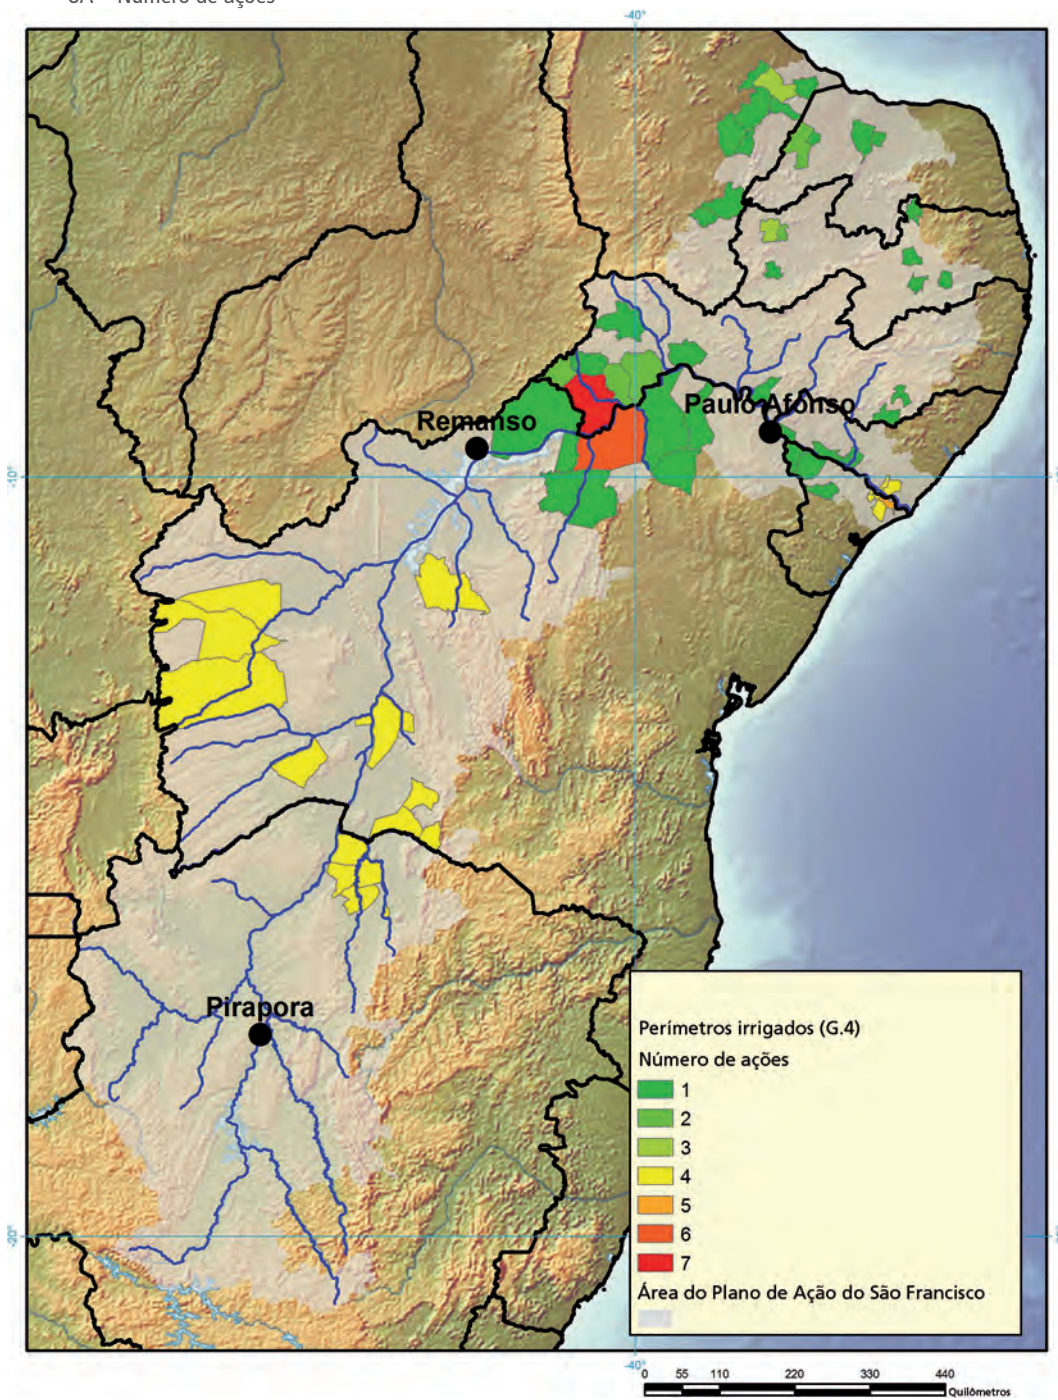 -40°
Remanso
Paulo Afonso
-10°
Pirapora
Perímetros irrigados (G.4)
Número de ações
1
2
3
4
5
6
7
Área do Plano de Ação do São Francisco
-20°
-40°
0 55 110 220 330 440
Quilômetros